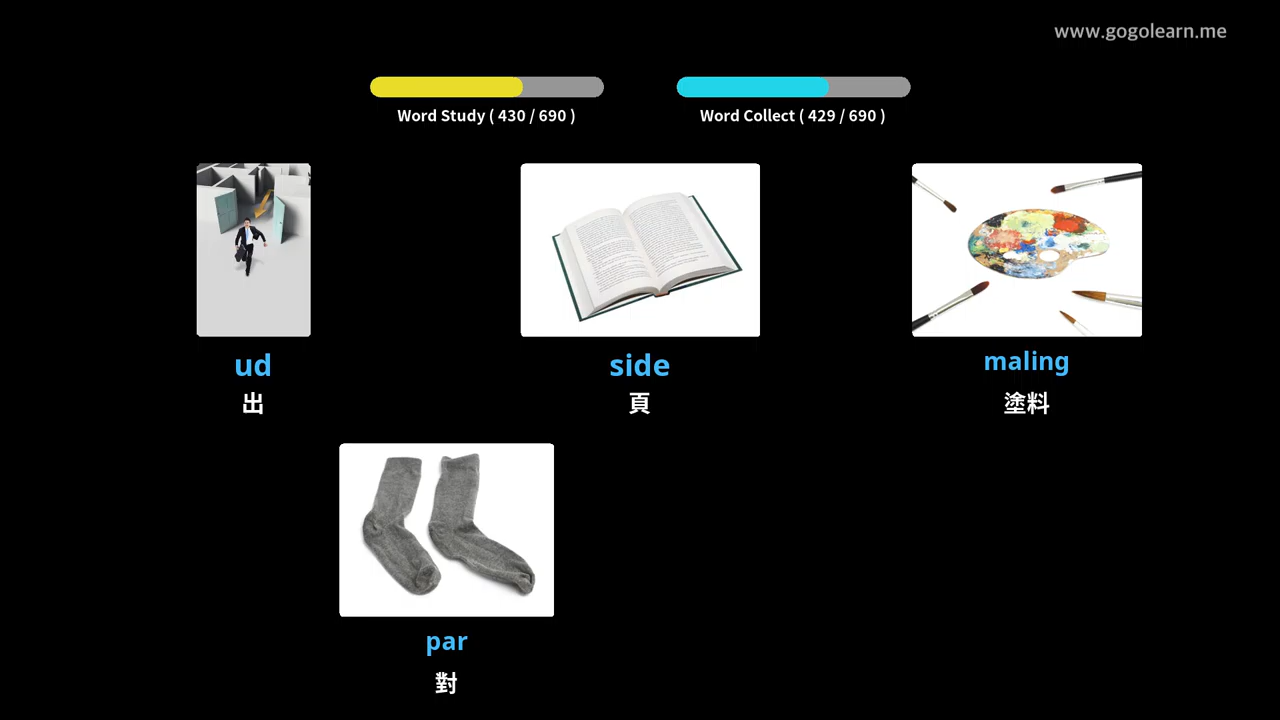 www.gogolearn.me
Word Study ( 430 / 690 )
Word Collect ( 429 / 690 )
ud
出
side
頁
maling
塗料
par
對